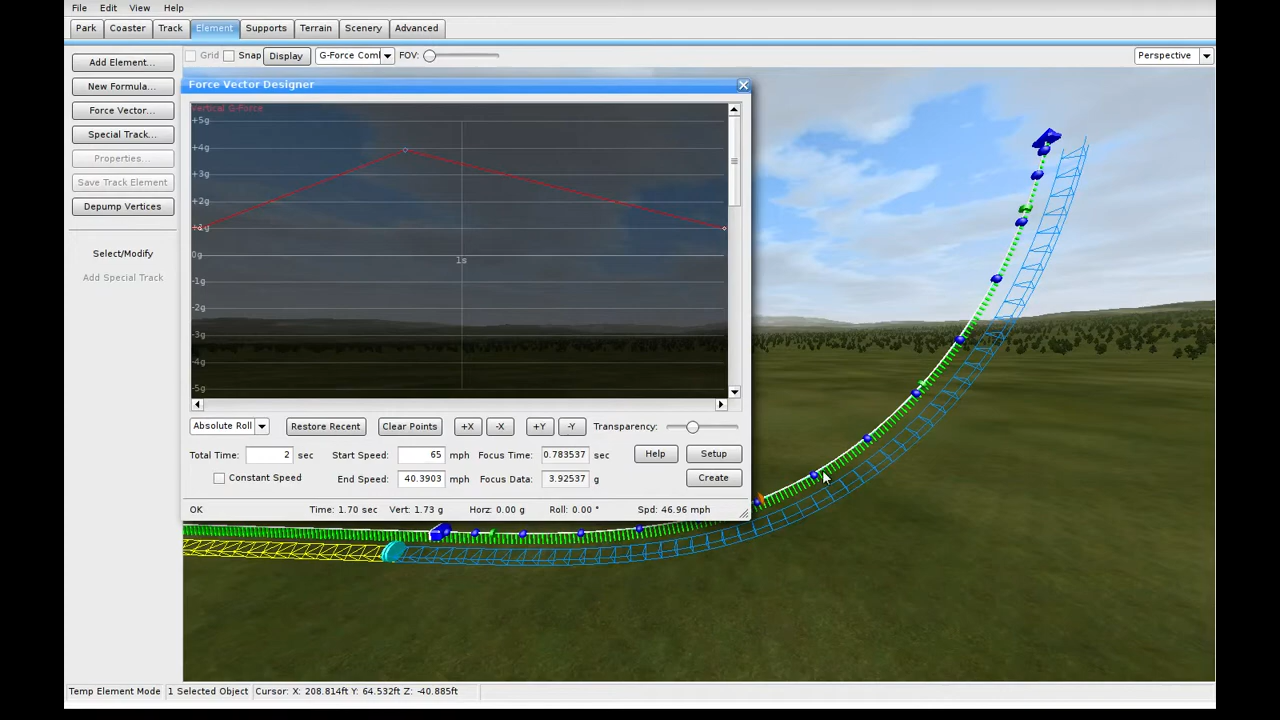 File Edit View Help
Park Coaster Track Element Supports Terrain Scenery Advanced
Grid Snap Display G-Force Coml FOV: Perspective
Add Element...
New Formula...
Force Vector...
Special Track...
Properties...
Save Track Element
Depump Vertices
Select/Modify
Add Special Track
Force Vector Designer
Vertical G-Force
+5g
+4g
+3g
+2g
+1g
0g
1s
-1g
-2g
-3g
-4g
-5g
Absolute Roll Restore Recent Clear Points +X -X +Y -Y Transparency:
Total Time: 2 sec Start Speed: 65 mph Focus Time: 0.783537 sec Help Setup
Constant Speed End Speed: 40.3903 mph Focus Data: 3.92537 g Create
OK Time: 1.70 sec Vert: 1.73 g Horz: 0.00 g Roll: 0.00 ° Spd: 46.96 mph
Temp Element Mode 1 Selected Object Cursor: X: 208.814ft Y: 64.532ft Z: -40.885ft